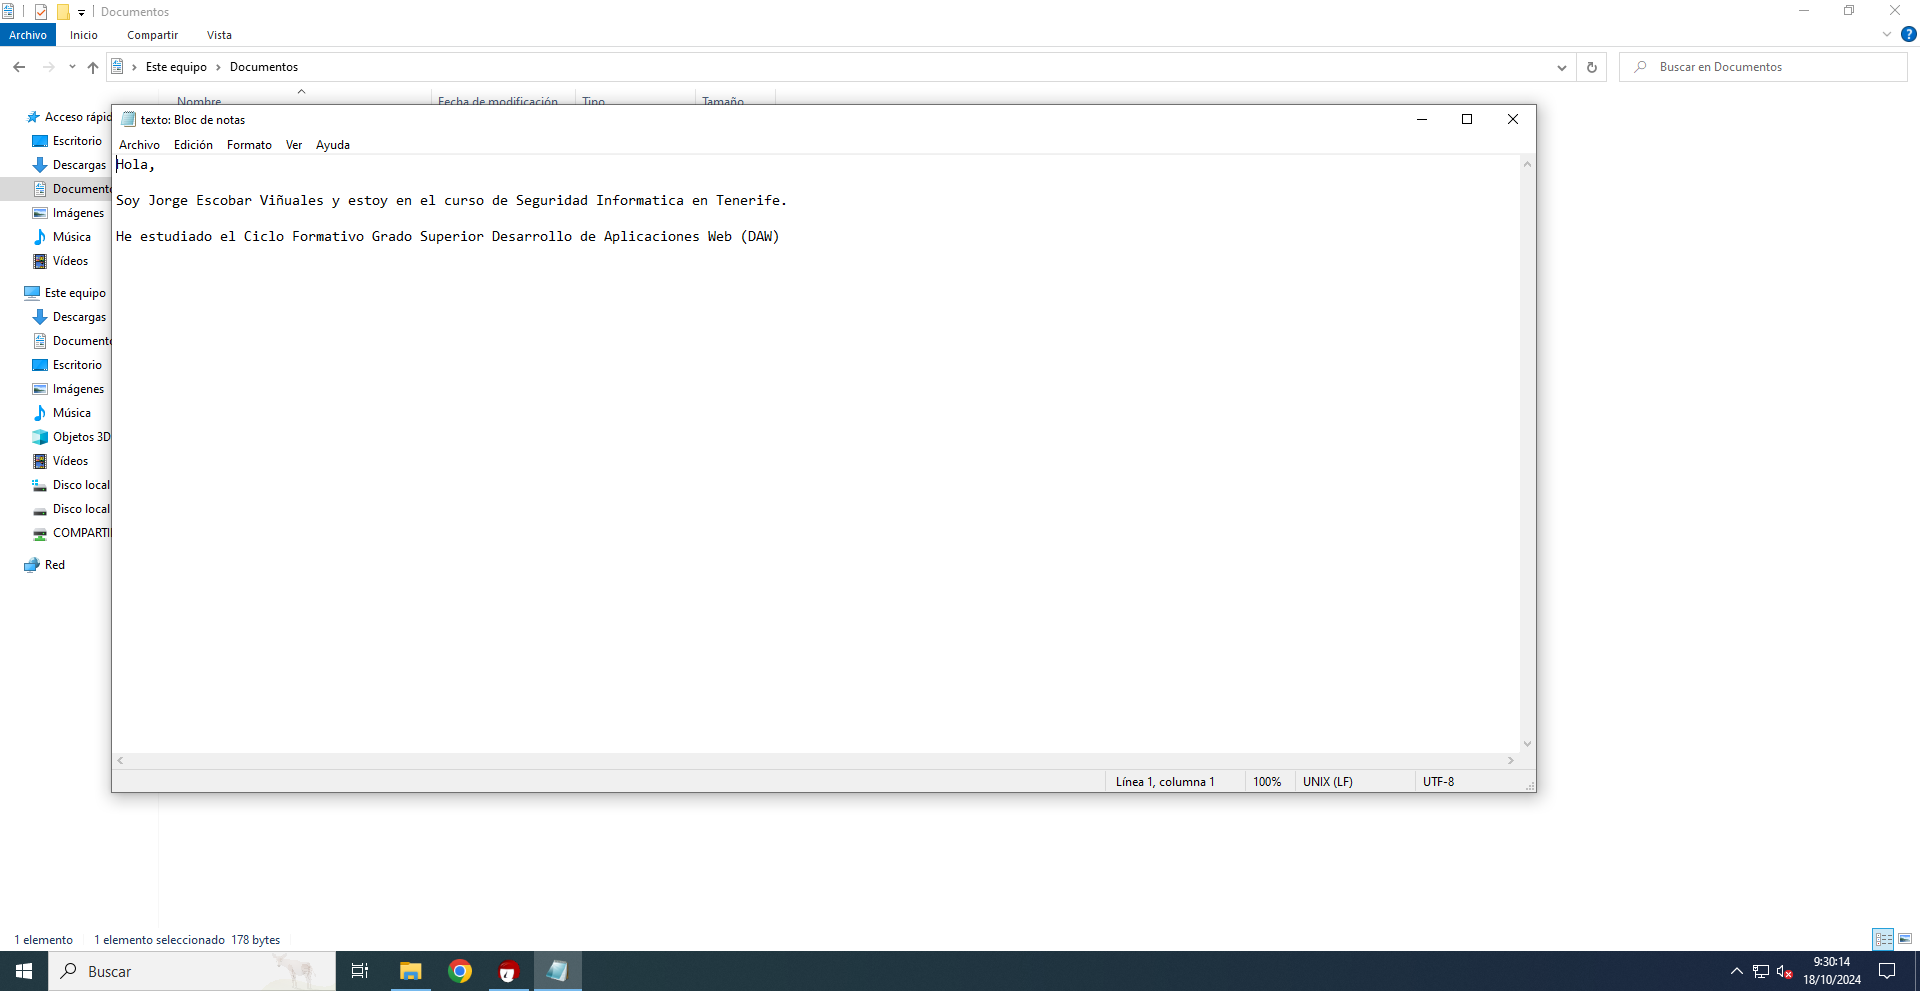 Documentos
Archivo Inicio Compartir Vista
Este equipo Documentos
Buscar en Documentos
Nombre Fecha de modificación Tipo Tamaño
Acceso rápid
Escritorio
Descargas
Documento
Imágenes
Música
Vídeos
Este equipo
Descargas
Documento
Escritorio
Imágenes
Música
Objetos 3D
Vídeos
Disco local
Disco local
COMPARTI
Red
texto: Bloc de notas
Archivo Edición Formato Ver Ayuda
Hola,
Soy Jorge Escobar Viñuales y estoy en el curso de Seguridad Informatica en Tenerife.
He estudiado el Ciclo Formativo Grado Superior Desarrollo de Aplicaciones Web (DAW)
Línea 1, columna 1 100% UNIX (LF) UTF-8
1 elemento 1 elemento seleccionado 178 bytes
Buscar
9:30:14
18/10/2024